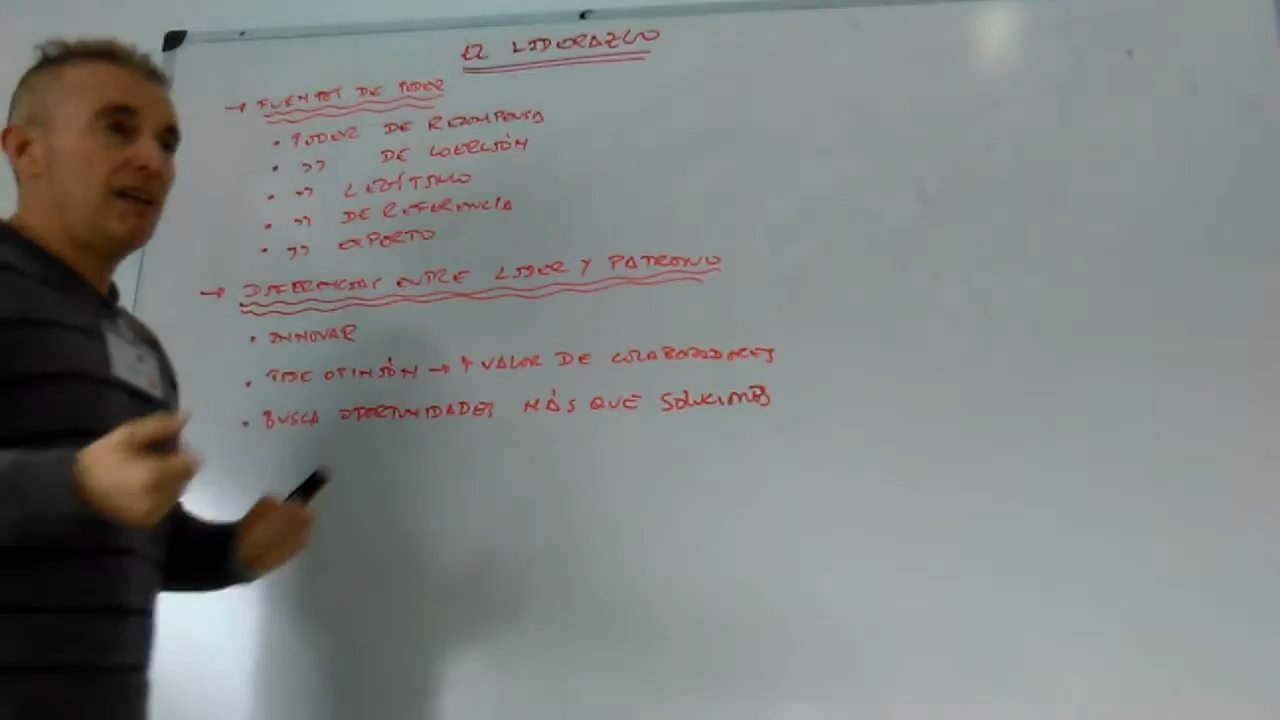 EL LIDERAZGO
→ FUENTES DE PODER
• PODER DE RECOMPENSA
• >> DE COERCIÓN
• >> LEGÍTIMO
• >> DE REFERENCIA
• >> EXPERTO
→ DIFERENCIAS ENTRE LIDER Y PATRONO
• INNOVAR
• PIDE OPINIÓN → ↑ VALOR DE COLABORADORES
• BUSCA OPORTUNIDADES MÁS QUE SOLUCIONES